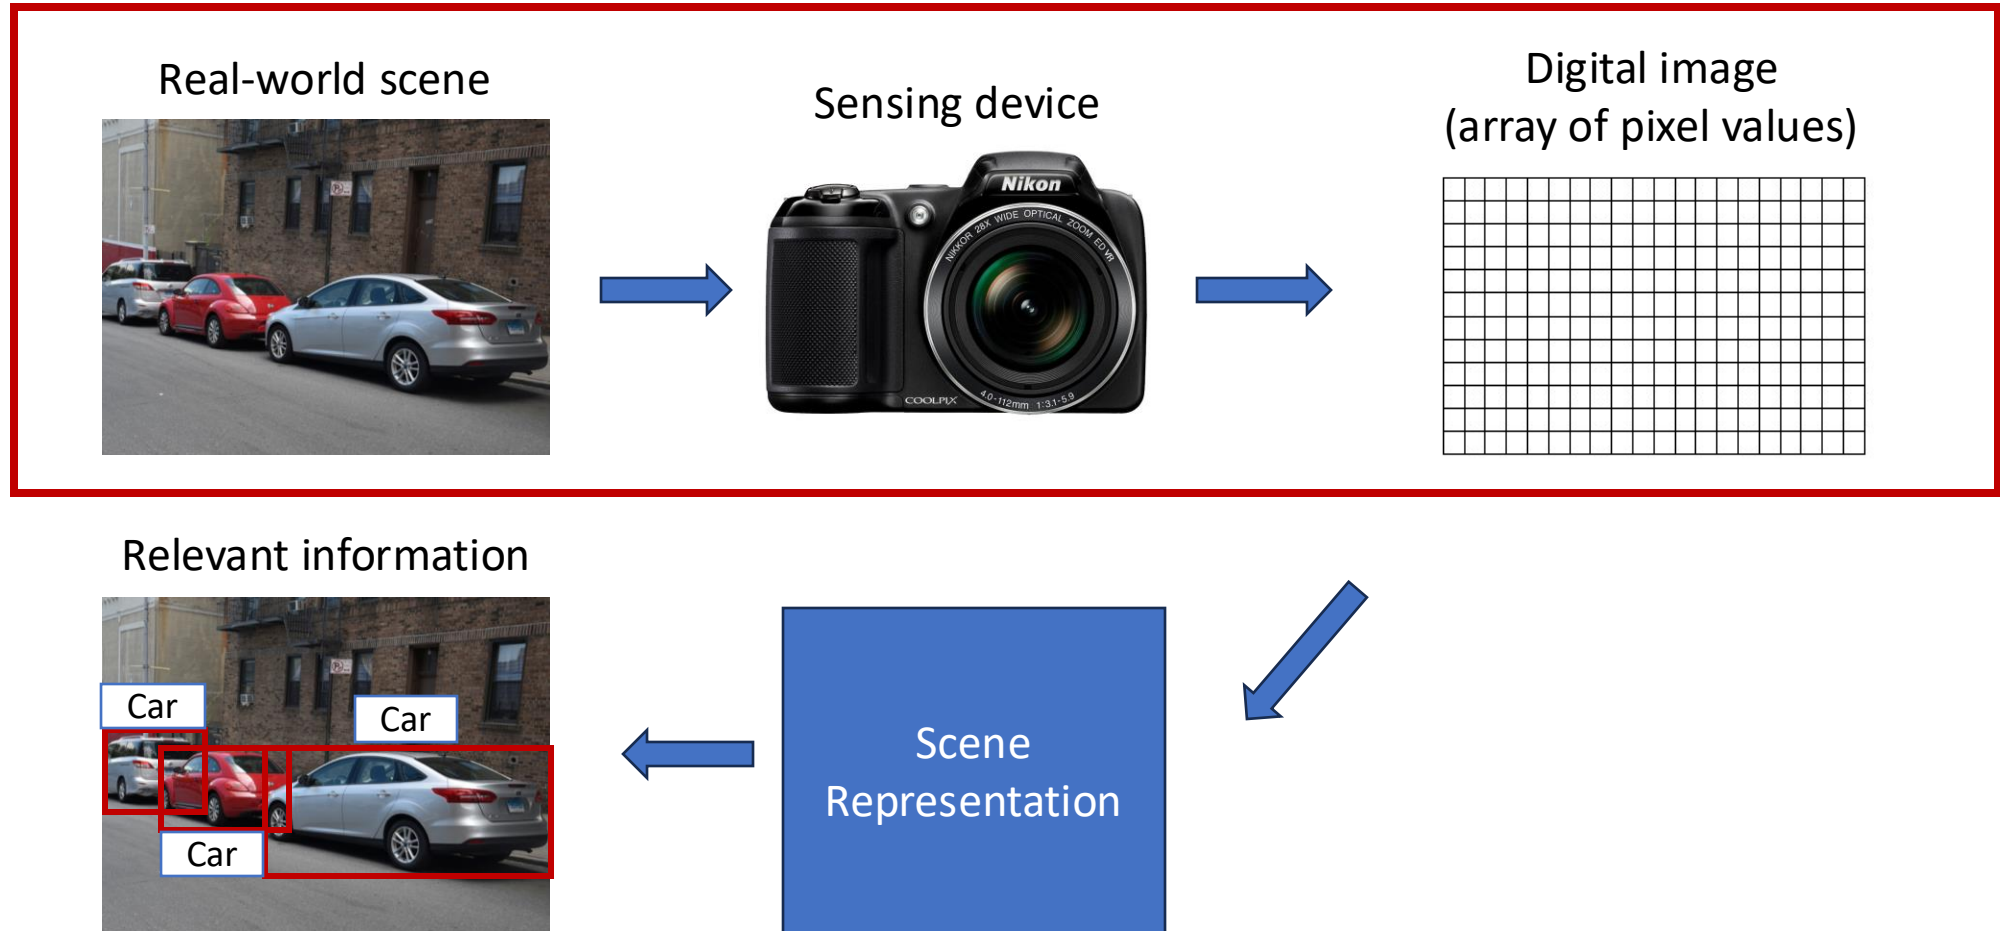 Real-world scene
Sensing device
Digital image
(array of pixel values)
Nikon
NIKKOR 28X WIDE OPTICAL ZOOM ED VR
COOLPIX
4.0-112mm 1:3.1-5.9
Relevant information
Car
Car
Car
Scene
Representation